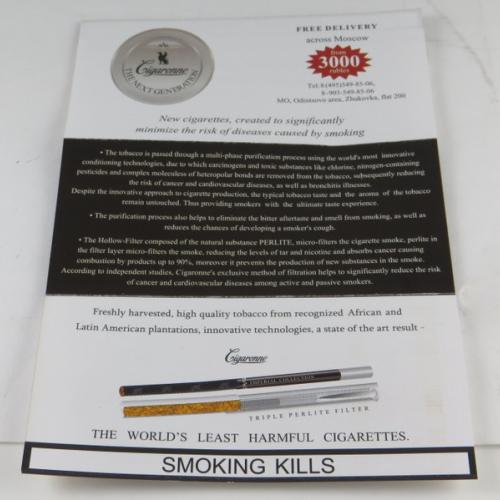 FREE DELIVERY
across Moscow
from
3000
rubles
Tel: 8(495)549-85-06,
8-903-549-85-06
MO, Odintsovo area, Zhukovka, flat 200
Cigaronne
THE NEXT GENERATION
New cigarettes, created to significantly
minimize the risk of diseases caused by smoking
• The tobacco is passed through a multi-phase purification process using the world's most innovative
conditioning technologies, due to which carcinogens and toxic substances like chlorine, nitrogen-containing
pesticides and complex moleculess of heteropolar bonds are removed from the tobacco, subsequently reducing
the risk of cancer and cardiovascular diseases, as well as bronchitis illnesses.
Despite the innovative approach to cigarette production, the typical tobacco taste and the aroma of the tobacco
remain untouched. Thus providing smokers with the ultimate taste experience.
• The purification process also helps to eliminate the bitter aftertaste and smell from smoking, as well as
reduces the chances of developing a smoker's cough.
• The Hollow-Filter composed of the natural substance PERLITE, micro-filters the cigarette smoke, perlite in
the filter layer micro-filters the smoke, reducing the levels of tar and nicotine and absorbs cancer causing
combustion by products up to 90%, moreover it prevents the production of new substances in the smoke.
According to independent studies, Cigaronne's exclusive method of filtration helps to significantly reduce the risk
of cancer and cardiovascular diseases among active and passive smokers.
Freshly harvested, high quality tobacco from recognized African and
Latin American plantations, innovative technologies, a state of the art result -
Cigaronne
IMPERIAL COLLECTION
TRIPLE PERLITE FILTER
THE WORLD'S LEAST HARMFUL CIGARETTES.
SMOKING KILLS